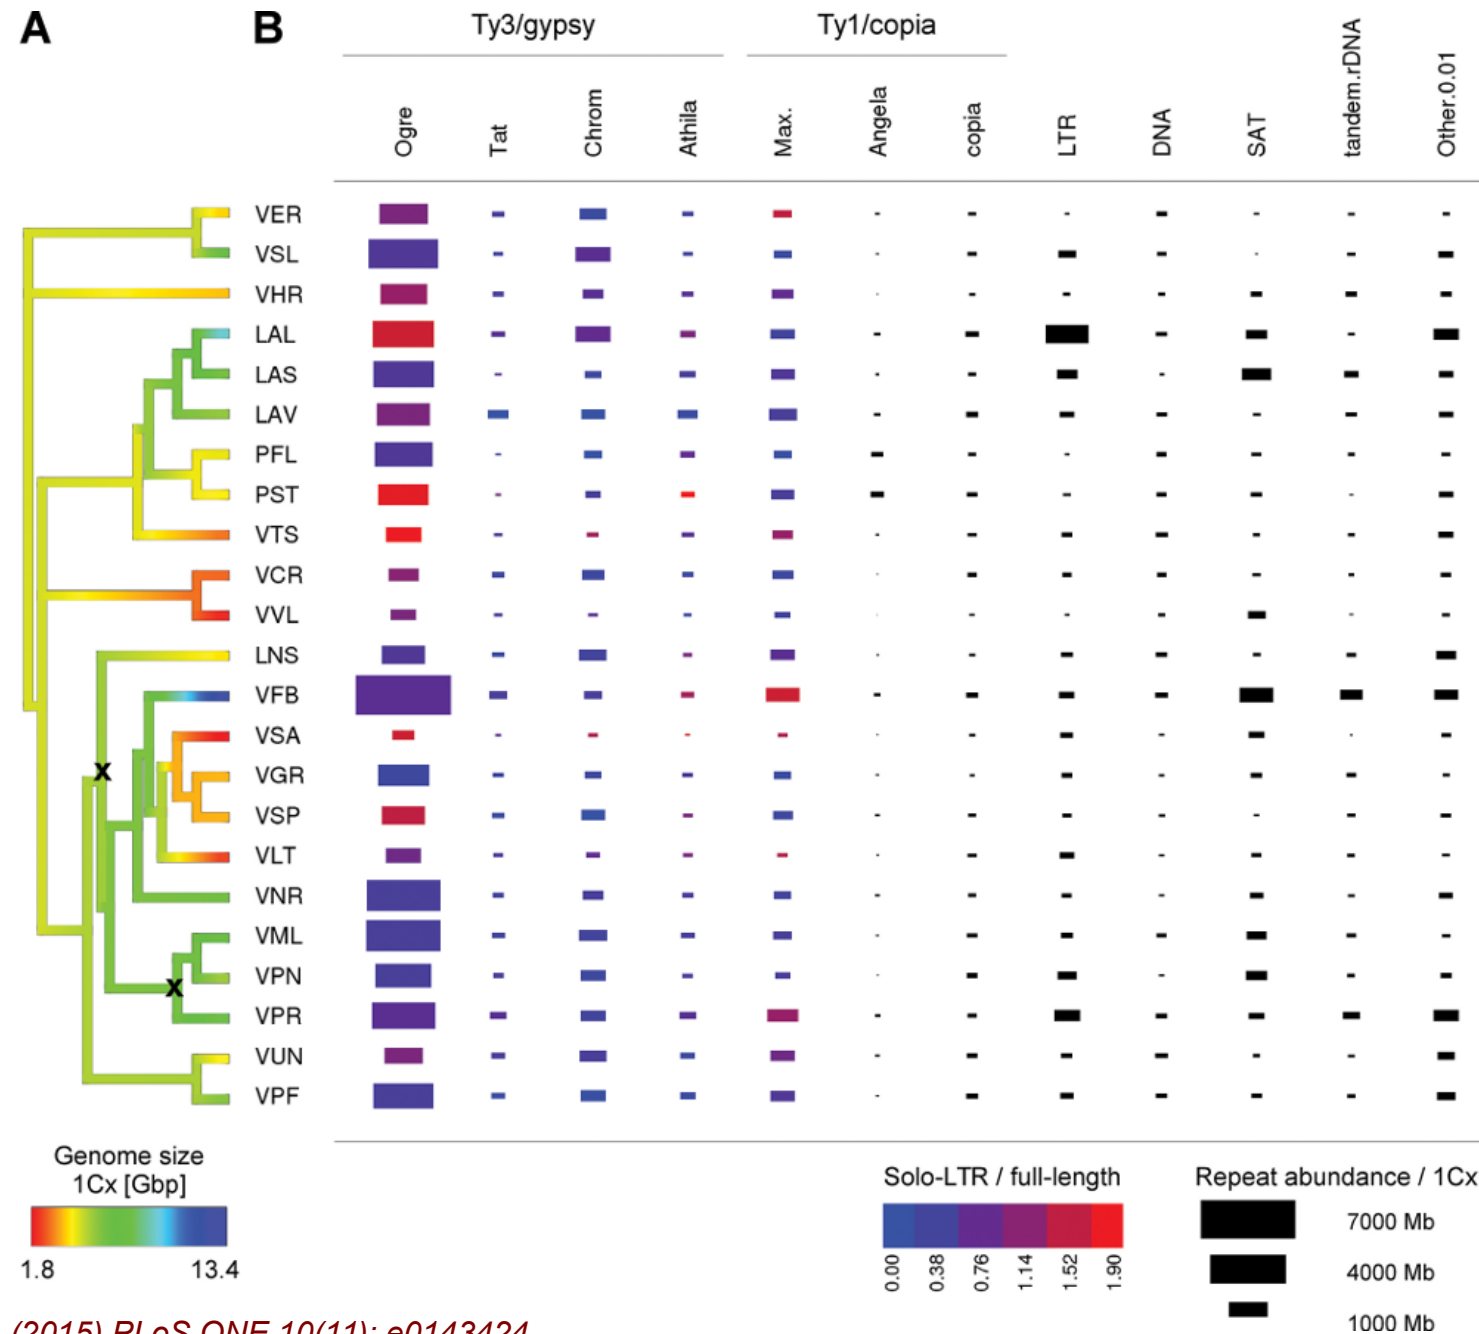 A B
Ty3/gypsy Ty1/copia
Ogre Tat Chrom Athila Max. Angela copia LTR DNA SAT tandem.rDNA Other.0.01
VER
VSL
VHR
LAL
LAS
LAV
PFL
PST
VTS
VCR
VVL
LNS
VFB
VSA
x
VGR
VSP
VLT
VNR
VML
VPN
x
VPR
VUN
VPF
Genome size
1Cx [Gbp]
1.8 13.4
Solo-LTR / full-length
0.00 0.38 0.76 1.14 1.52 1.90
Repeat abundance / 1Cx
7000 Mb
4000 Mb
1000 Mb
(2015) PLoS ONE 10(11): e0143424